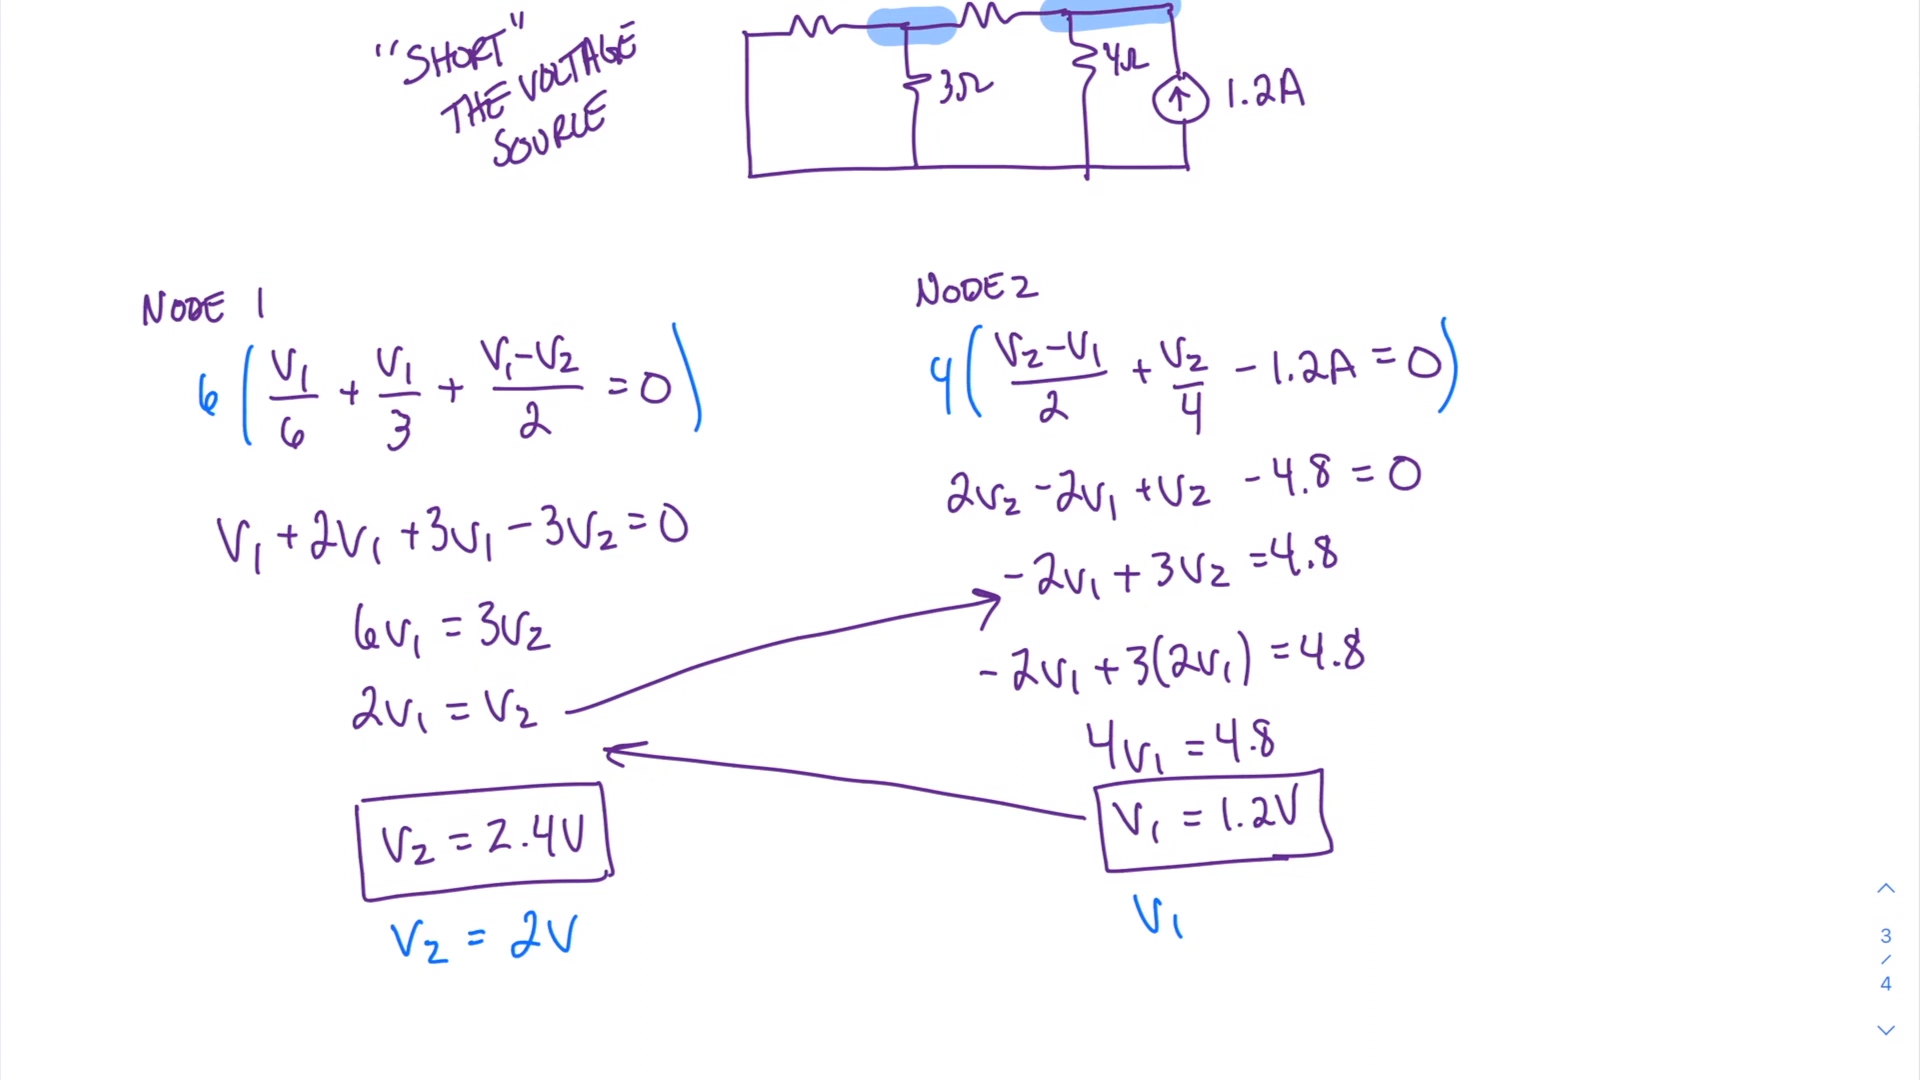 "SHORT"
THE VOLTAGE
SOURCE
3Ω
4Ω
1.2A
NODE 1
6(V₁/6 + V₁/3 + (V₁-V₂)/2 = 0)
V₁ + 2V₁ + 3V₁ - 3V₂ = 0
6V₁ = 3V₂
2V₁ = V₂
V₂ = 2.4V
V₂ = 2V
NODE 2
4((V₂-V₁)/2 + V₂/4 - 1.2A = 0)
2V₂ - 2V₁ + V₂ - 4.8 = 0
-2V₁ + 3V₂ = 4.8
-2V₁ + 3(2V₁) = 4.8
4V₁ = 4.8
V₁ = 1.2V
V₁
3
/
4